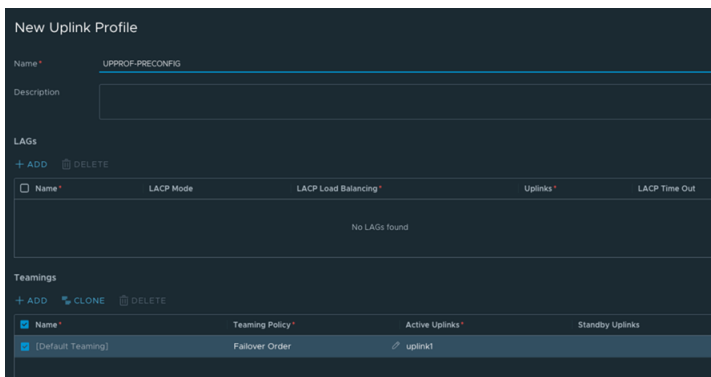 New Uplink Profile
Name* UPPROF-PRECONFIG
Description
LAGs
+ ADD DELETE
Name* LACP Mode LACP Load Balancing* Uplinks* LACP Time Out
No LAGs found
Teamings
+ ADD CLONE DELETE
Name* Teaming Policy* Active Uplinks* Standby Uplinks
[Default Teaming] Failover Order uplink1